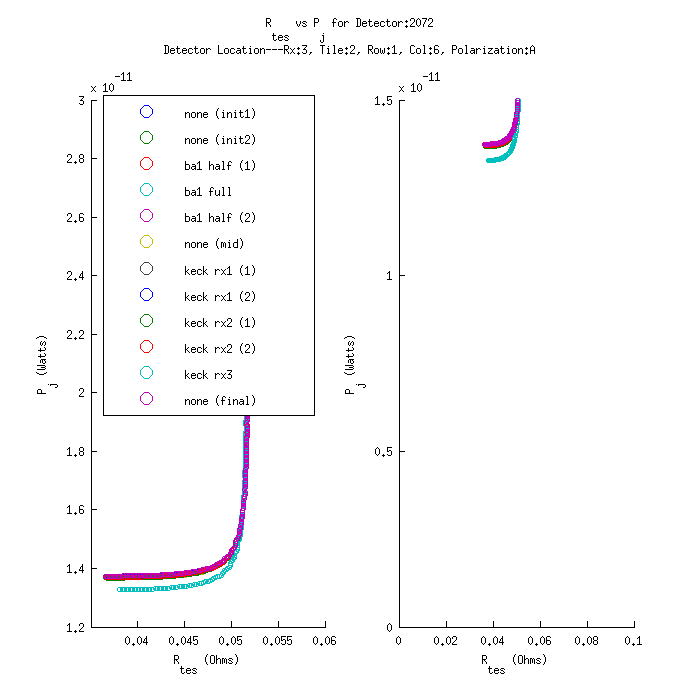 R tes vs P j for Detector:2072
Detector Location---Rx:3, Tile:2, Row:1, Col:6, Polarization:A
x 10^-11
3
2.8
2.6
2.4
2.2
2
1.8
1.6
1.4
1.2
P j (Watts)
none (init1)
none (init2)
ba1 half (1)
ba1 full
ba1 half (2)
none (mid)
keck rx1 (1)
keck rx1 (2)
keck rx2 (1)
keck rx2 (2)
keck rx3
none (final)
0.04 0.045 0.05 0.055 0.06
R tes (Ohms)
x 10^-11
1.5
1
0.5
0
P j (Watts)
0 0.02 0.04 0.06 0.08 0.1
R tes (Ohms)